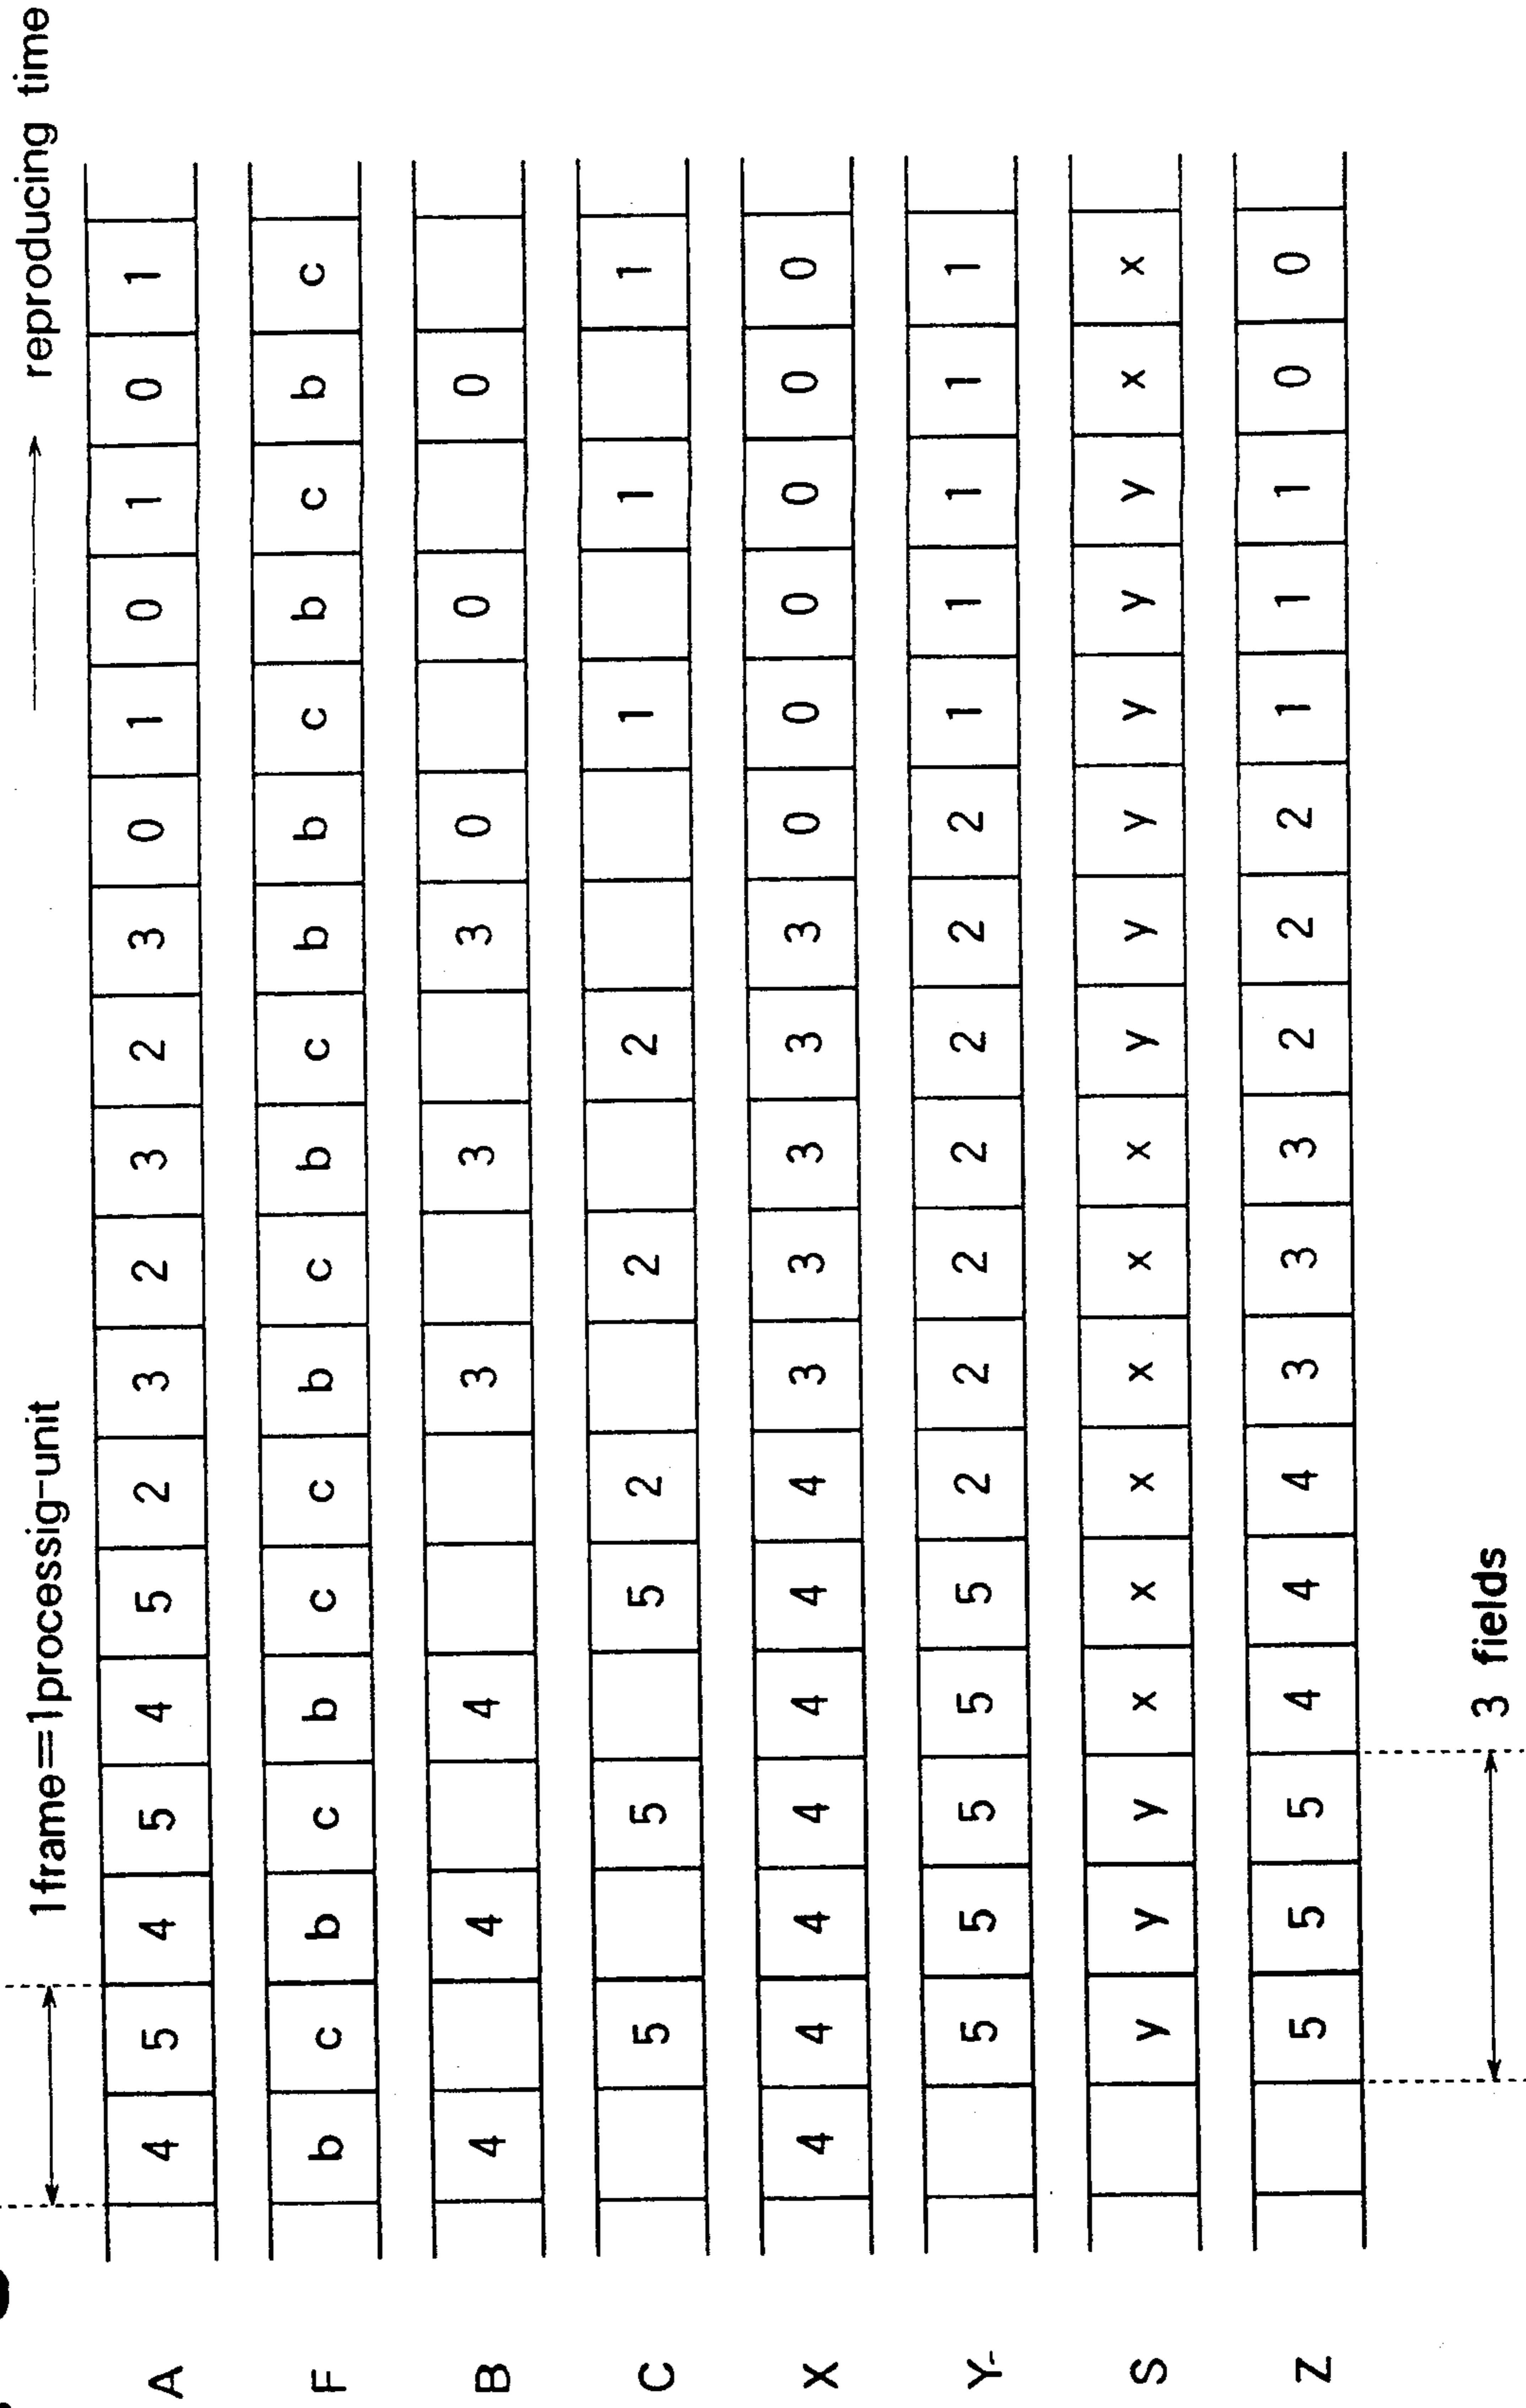 1frame=1processig-unit
reproducing time
A 4 5 4 5 4 5 2 3 2 3 2 3 0 1 0 1 0 1
F b c b c b c c b c b c b b c b c b c
B 4 4 4 3 3 3 0 0 0
C 5 5 5 2 2 2 1 1 1
X 4 4 4 4 4 4 4 3 3 3 3 3 0 0 0 0 0 0
Y 5 5 5 5 5 2 2 2 2 2 2 2 1 1 1 1 1
S y y y x x x x x x y y y y y y x x
Z 5 5 5 4 4 4 3 3 3 2 2 2 1 1 1 0 0
3 fields